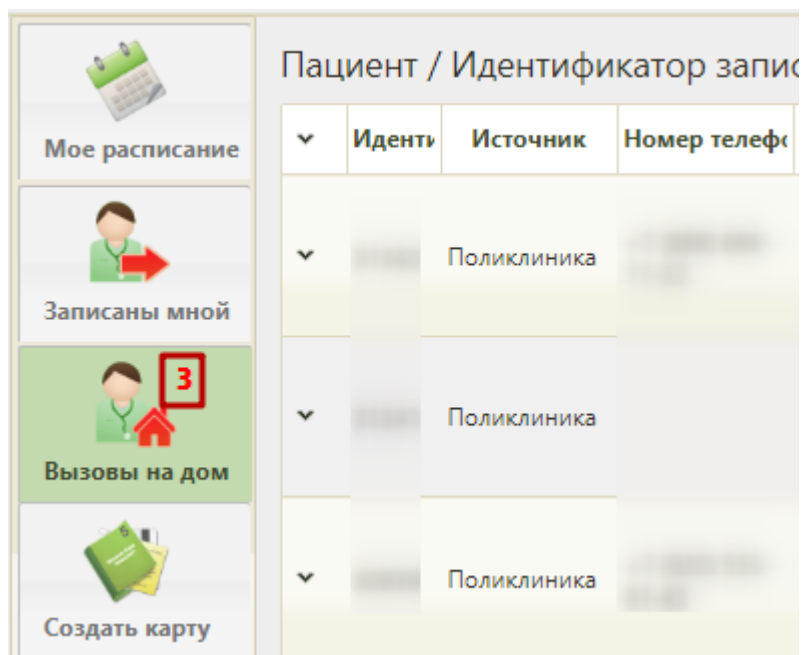 Пациент / Идентификатор запис
Мое расписание
Иденти Источник Номер телефо
Записаны мной
Поликлиника
3
Вызовы на дом
Поликлиника
Создать карту
Поликлиника